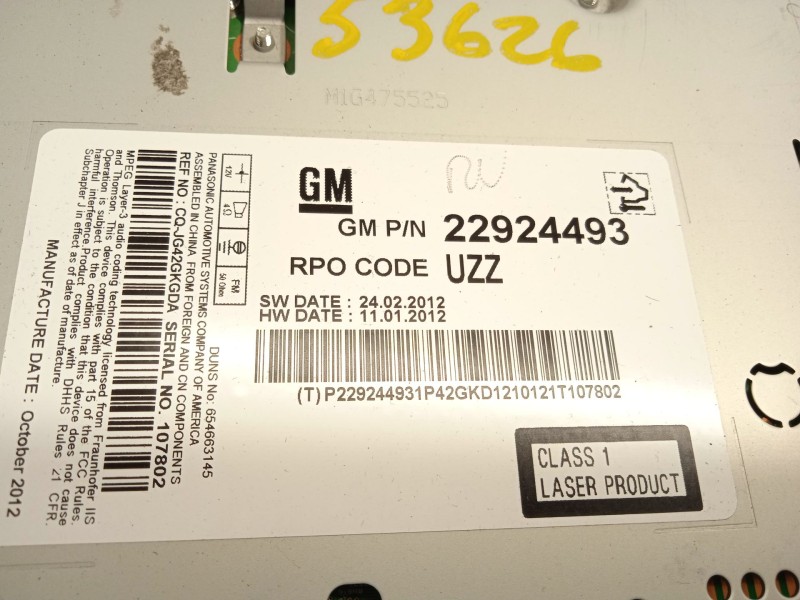 53626
M1G475525
GM
GM P/N 22924493
RPO CODE UZZ
SW DATE : 24.02.2012
HW DATE : 11.01.2012
(T) P229244931P42GKD1210121T107802
CLASS 1
LASER PRODUCT
12V
4Ω
FM
50 Ohm
DUNS No: 654663145
PANASONIC AUTOMOTIVE SYSTEMS COMPANY OF AMERICA
ASSEMBLED IN CHINA FROM FOREIGN AND CN COMPONENTS
REF NO : CQ-JG42GKGDA SERIAL NO. 107802
MPEG Layer-3 audio coding technology licensed from Fraunhofer IIS
and Thomson. This device complies with part 15 of the FCC Rules.
Operation is subject to the conditions that this device does not cause
harmful interference.Product complies with DHHS Rules 21 CFR.
Subchapter J in effect as of date of manufacture.
MANUFACTURE DATE : October 2012